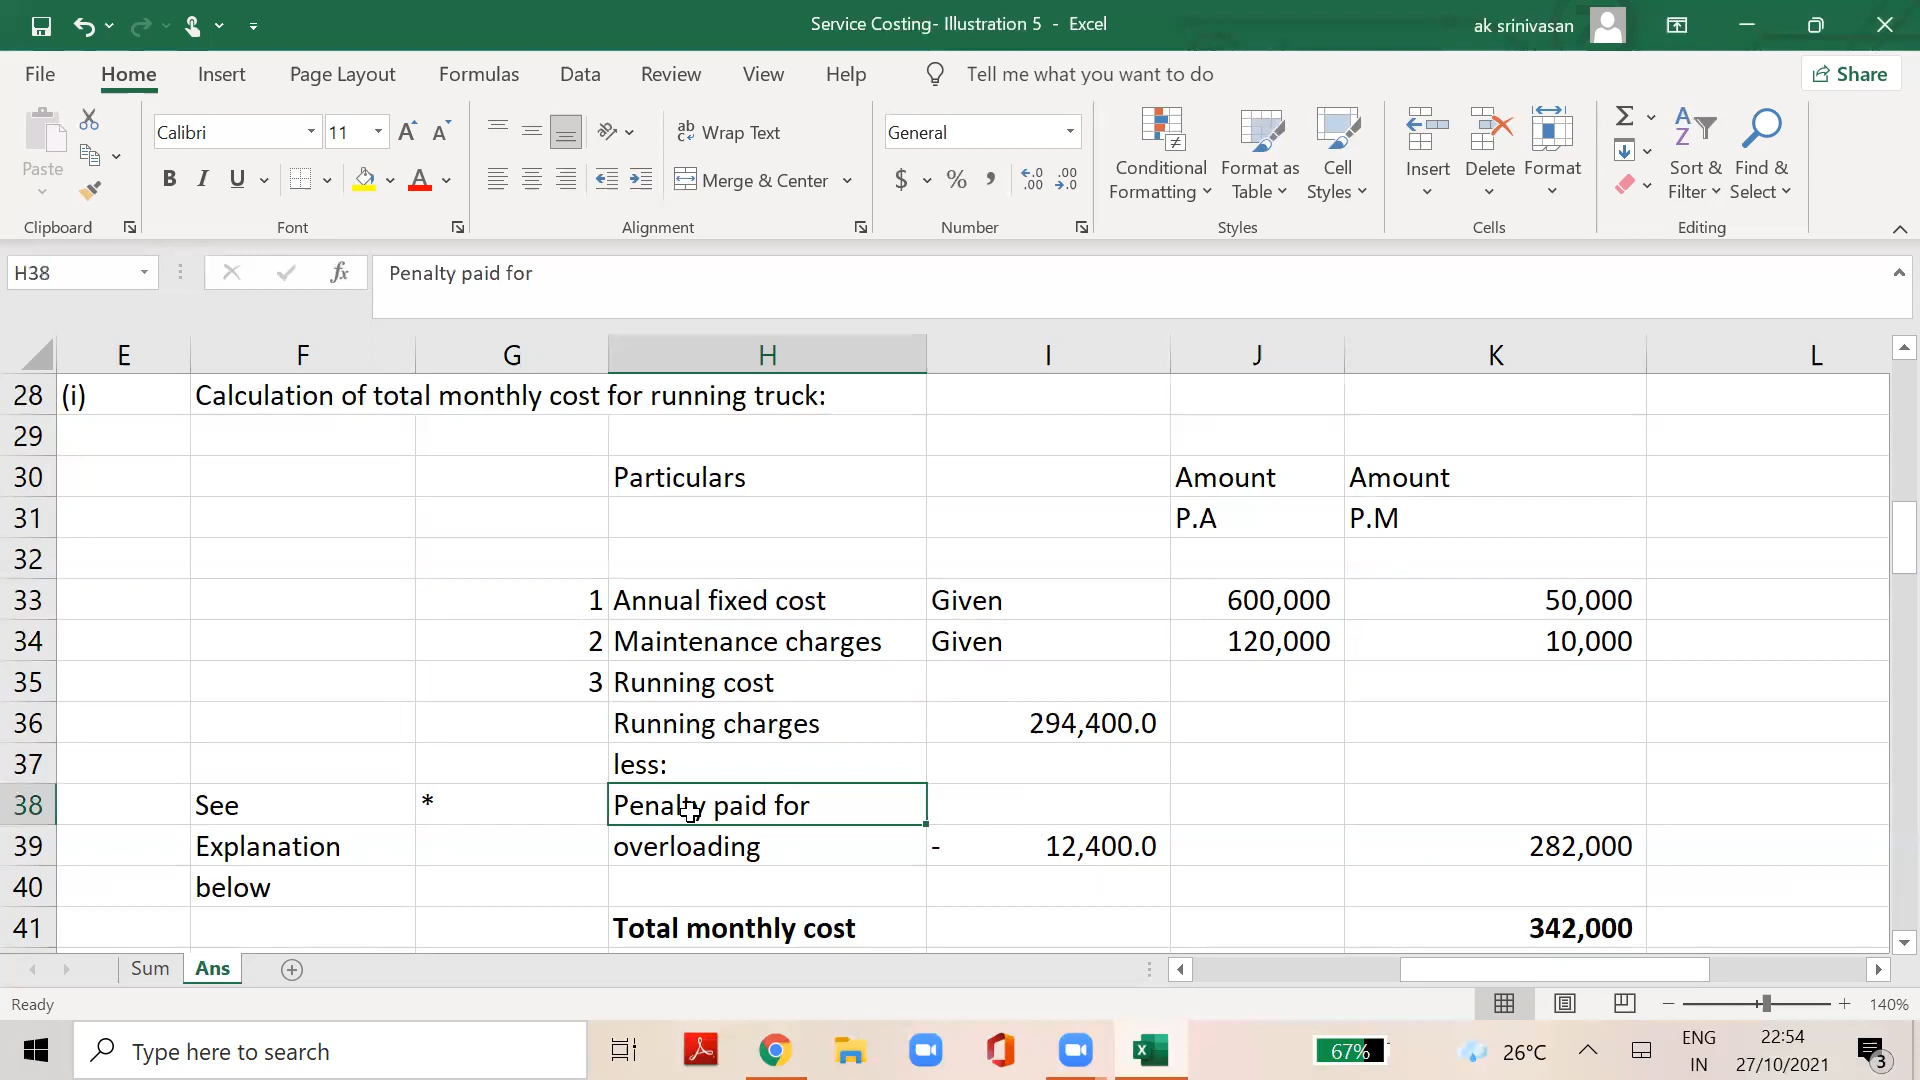 Service Costing- Illustration 5 - Excel
ak srinivasan
File Home Insert Page Layout Formulas Data Review View Help Tell me what you want to do Share
Paste
Calibri 11
Wrap Text
General
B I U
Merge & Center
$ % ,
Conditional Formatting
Format as Table
Cell Styles
Insert Delete Format
Sort & Filter
Find & Select
Clipboard Font Alignment Number Styles Cells Editing
H38 fx Penalty paid for
E F G H I J K L
28 (i) Calculation of total monthly cost for running truck:
29
30 Particulars Amount Amount
31 P.A P.M
32
33 1 Annual fixed cost Given 600,000 50,000
34 2 Maintenance charges Given 120,000 10,000
35 3 Running cost
36 Running charges 294,400.0
37 less:
38 See * Penalty paid for
39 Explanation overloading - 12,400.0 282,000
40 below
41 Total monthly cost 342,000
Sum Ans
Ready 140%
Type here to search
67% 26°C
ENG 22:54
IN 27/10/2021 3